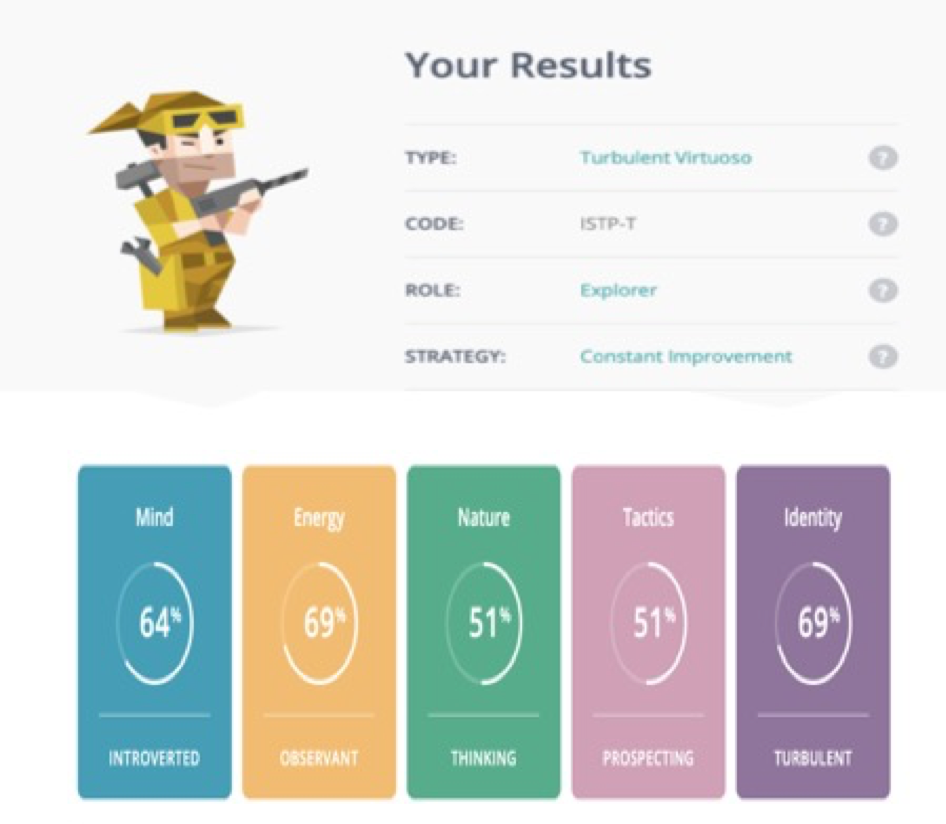 Your Results
TYPE: Turbulent Virtuoso ?
CODE: ISTP-T ?
ROLE: Explorer ?
STRATEGY: Constant Improvement ?
Mind Energy Nature Tactics Identity
64% 69% 51% 51% 69%
INTROVERTED OBSERVANT THINKING PROSPECTING TURBULENT